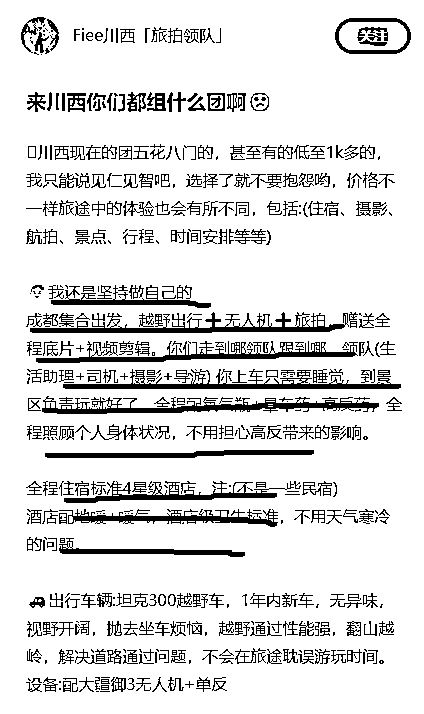 Fiee川西「旅拍领队」
关注
来川西你们都组什么团啊
川西现在的团五花八门的，甚至有的低至1k多的，
我只能说见仁见智吧，选择了就不要抱怨哟，价格不
一样旅途中的体验也会有所不同，包括:(住宿、摄影、
航拍、景点、行程、时间安排等等)
我还是坚持做自己的
成都集合出发，越野出行➕无人机➕旅拍，赠送全
程底片+视频剪辑。你们走到哪领队跟到哪，领队(生
活助理+司机+摄影+导游) 你上车只需要睡觉，到景
区负责玩就好了，全程配氧气瓶+晕车药+高反药，全
程照顾个人身体状况，不用担心高反带来的影响。
全程住宿标准4星级酒店，注:(不是一些民宿)
酒店配地暖+暖气，酒店级卫生标准，不用天气寒冷
的问题。
出行车辆:坦克300越野车，1年内新车，无异味，
视野开阔，抛去坐车烦恼，越野通过性能强，翻山越
岭，解决道路通过问题，不会在旅途耽误游玩时间。
设备:配大疆御3无人机+单反